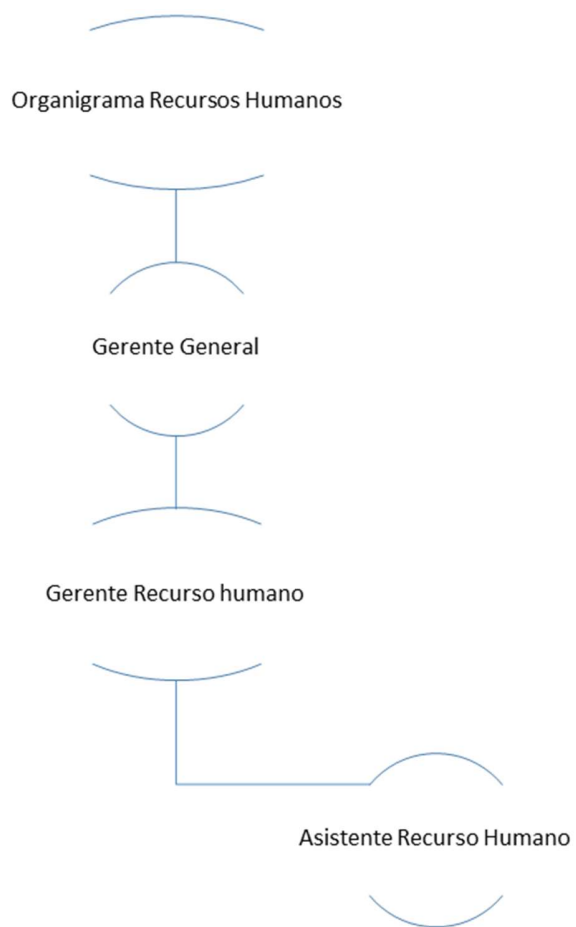 Organigrama Recursos Humanos
Gerente General
Gerente Recurso humano
Asistente Recurso Humano